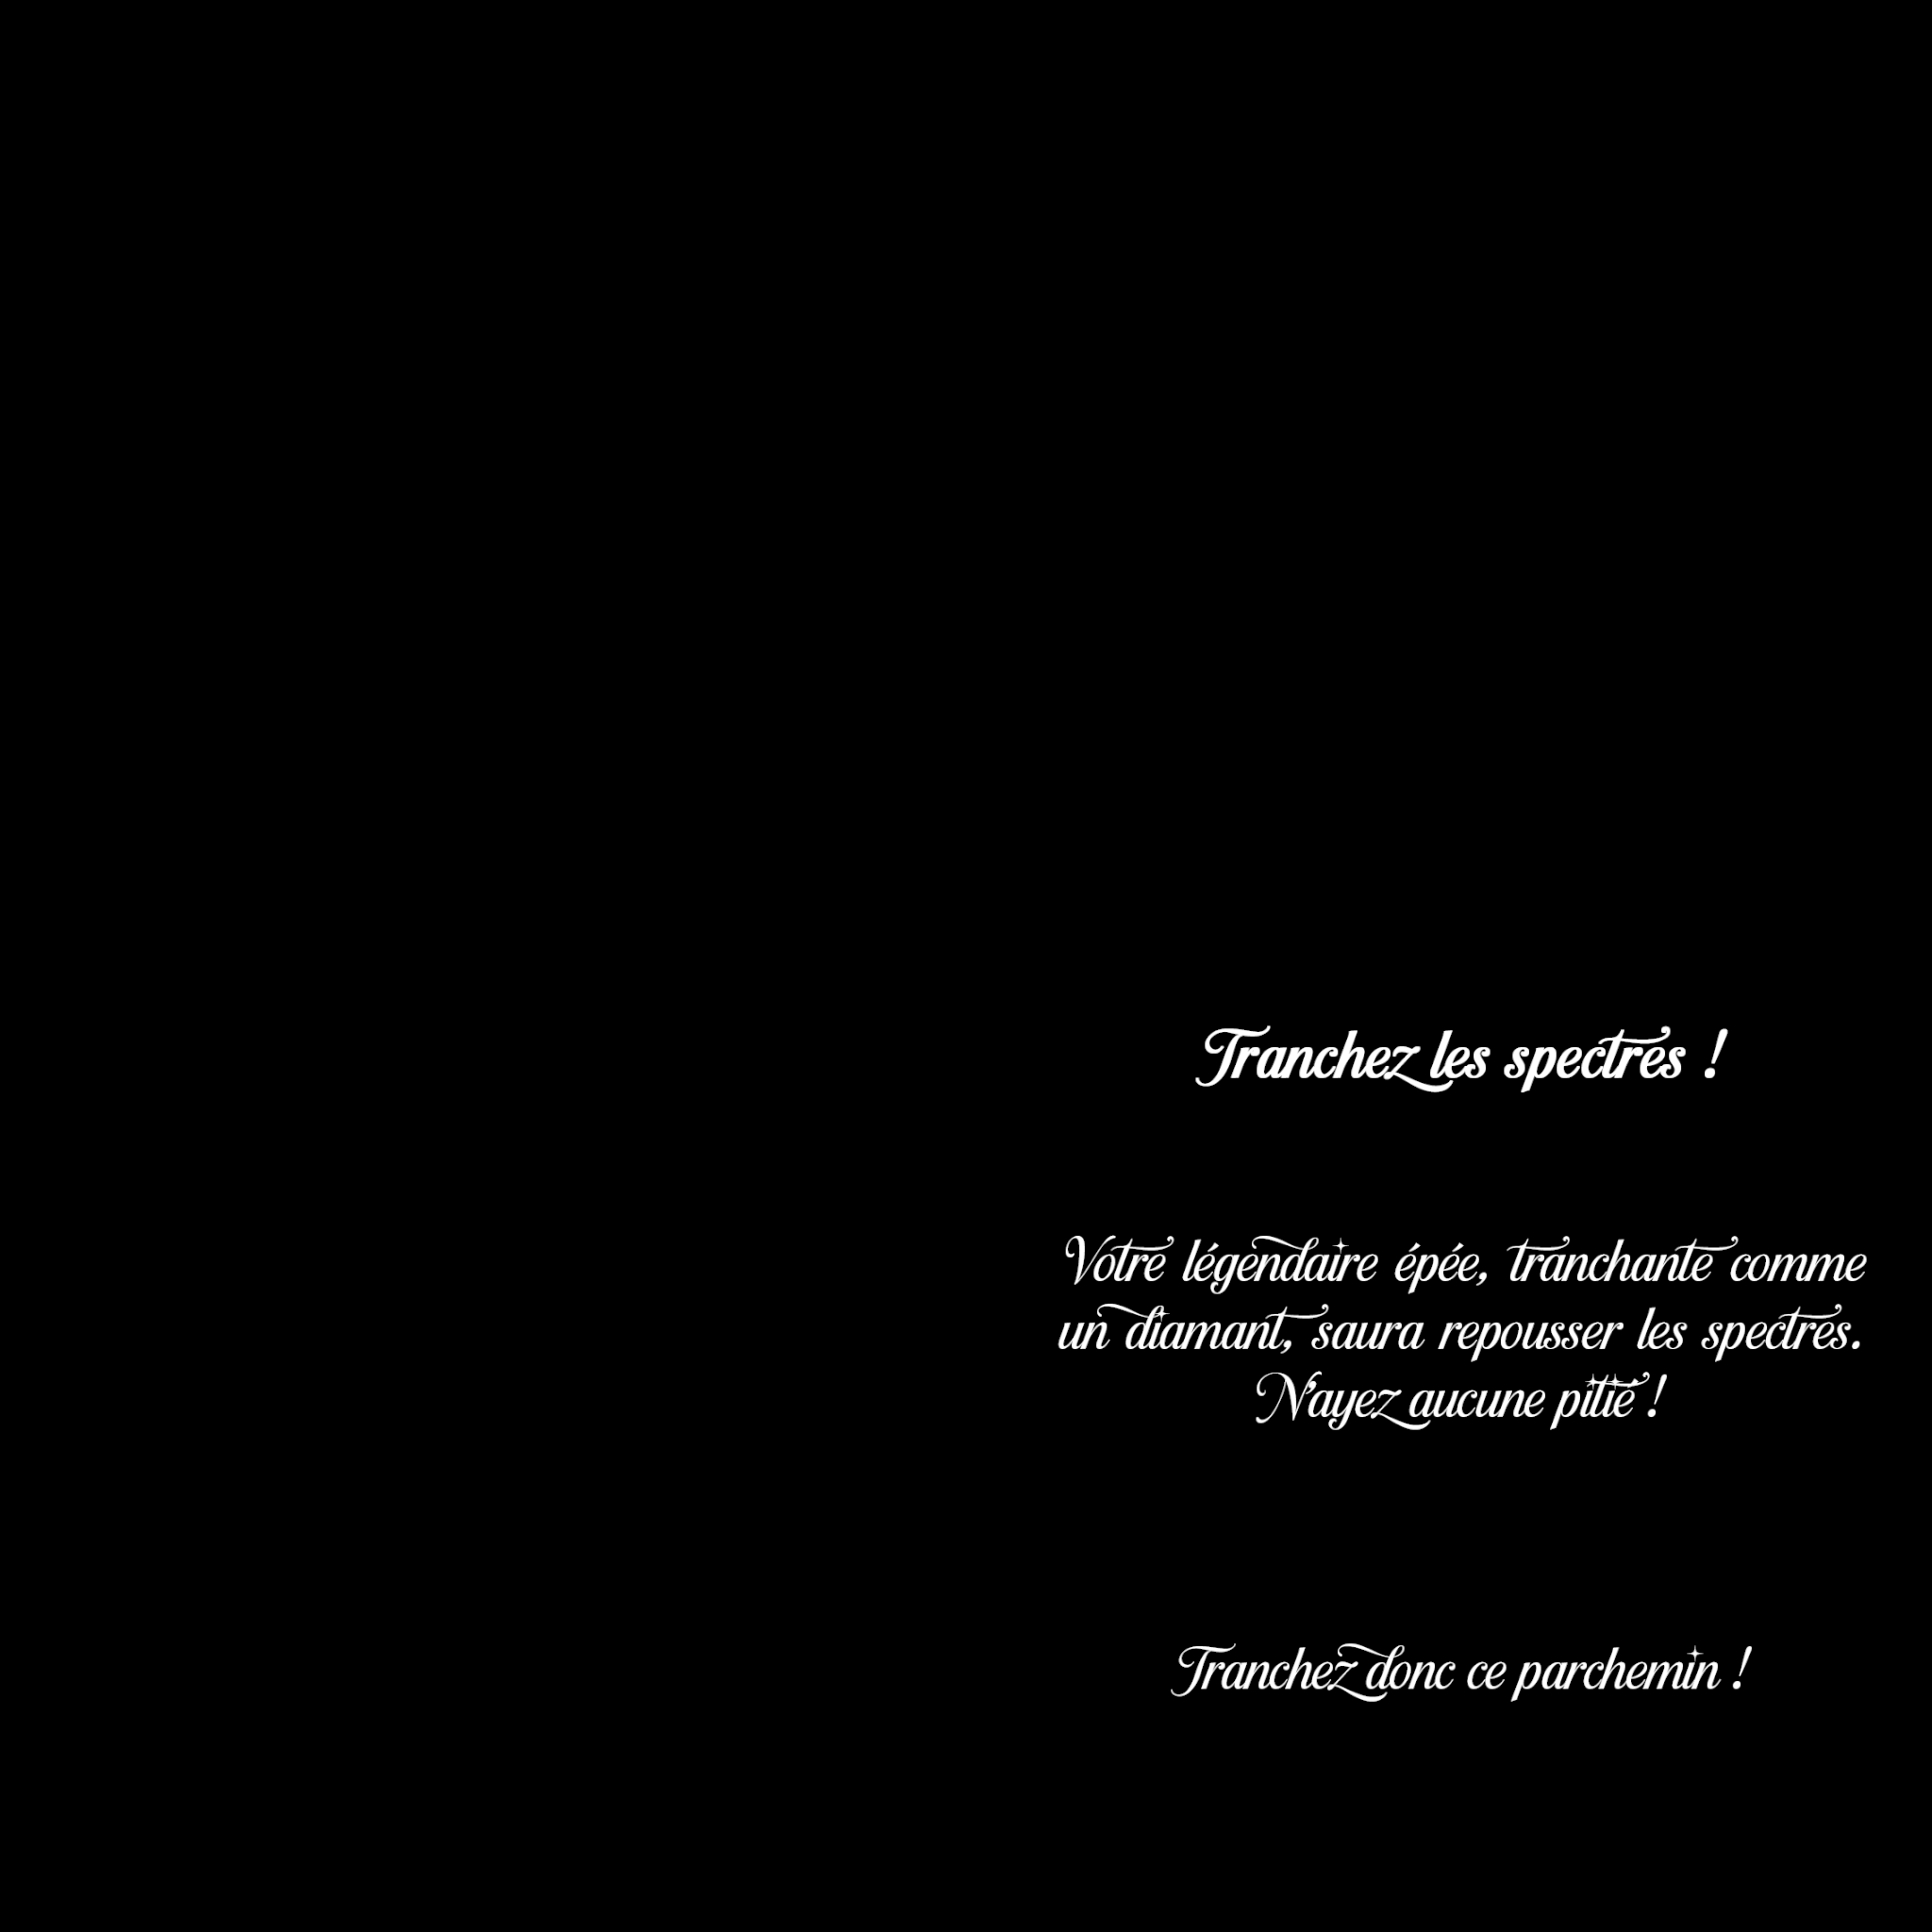 Tranchez les spectres !
Votre légendaire épée, tranchante comme
un diamant, saura repousser les spectres.
N'ayez aucune pitié !
Tranchez donc ce parchemin !